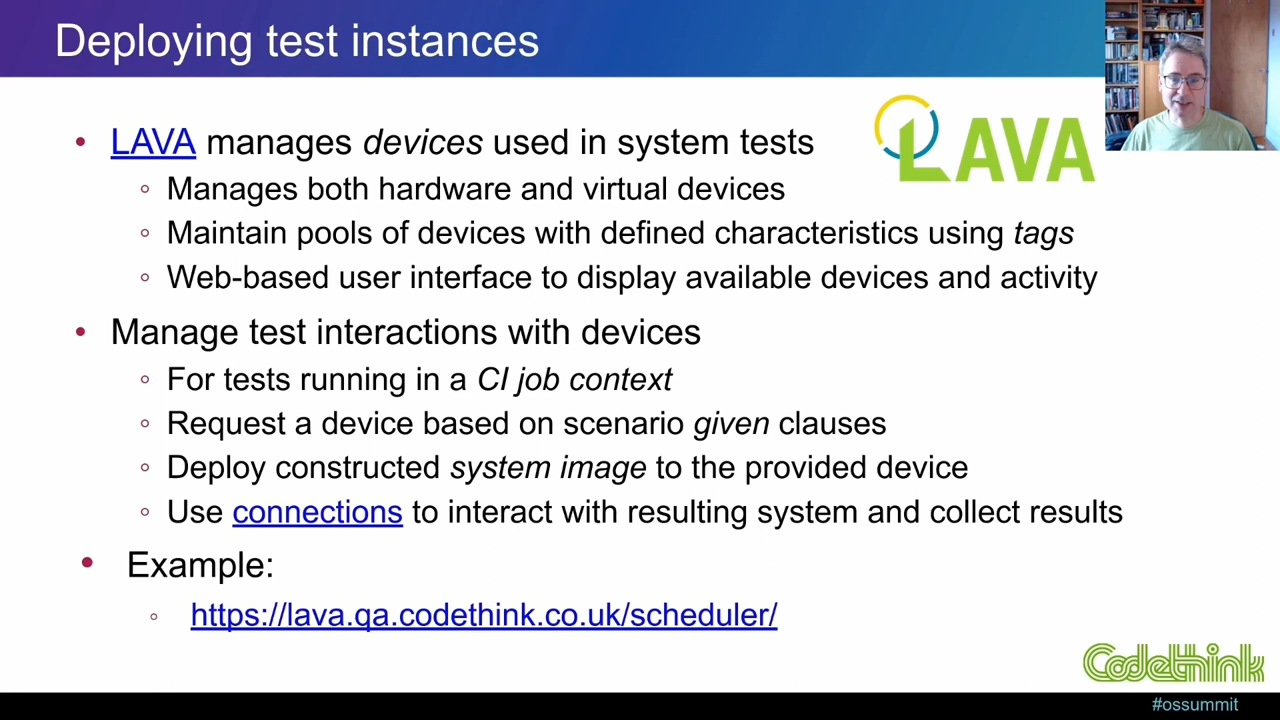 Deploying test instances
LAVA
• LAVA manages devices used in system tests
◦ Manages both hardware and virtual devices
◦ Maintain pools of devices with defined characteristics using tags
◦ Web-based user interface to display available devices and activity
• Manage test interactions with devices
◦ For tests running in a CI job context
◦ Request a device based on scenario given clauses
◦ Deploy constructed system image to the provided device
◦ Use connections to interact with resulting system and collect results
• Example:
◦ https://lava.qa.codethink.co.uk/scheduler/
Codethink
#ossummit